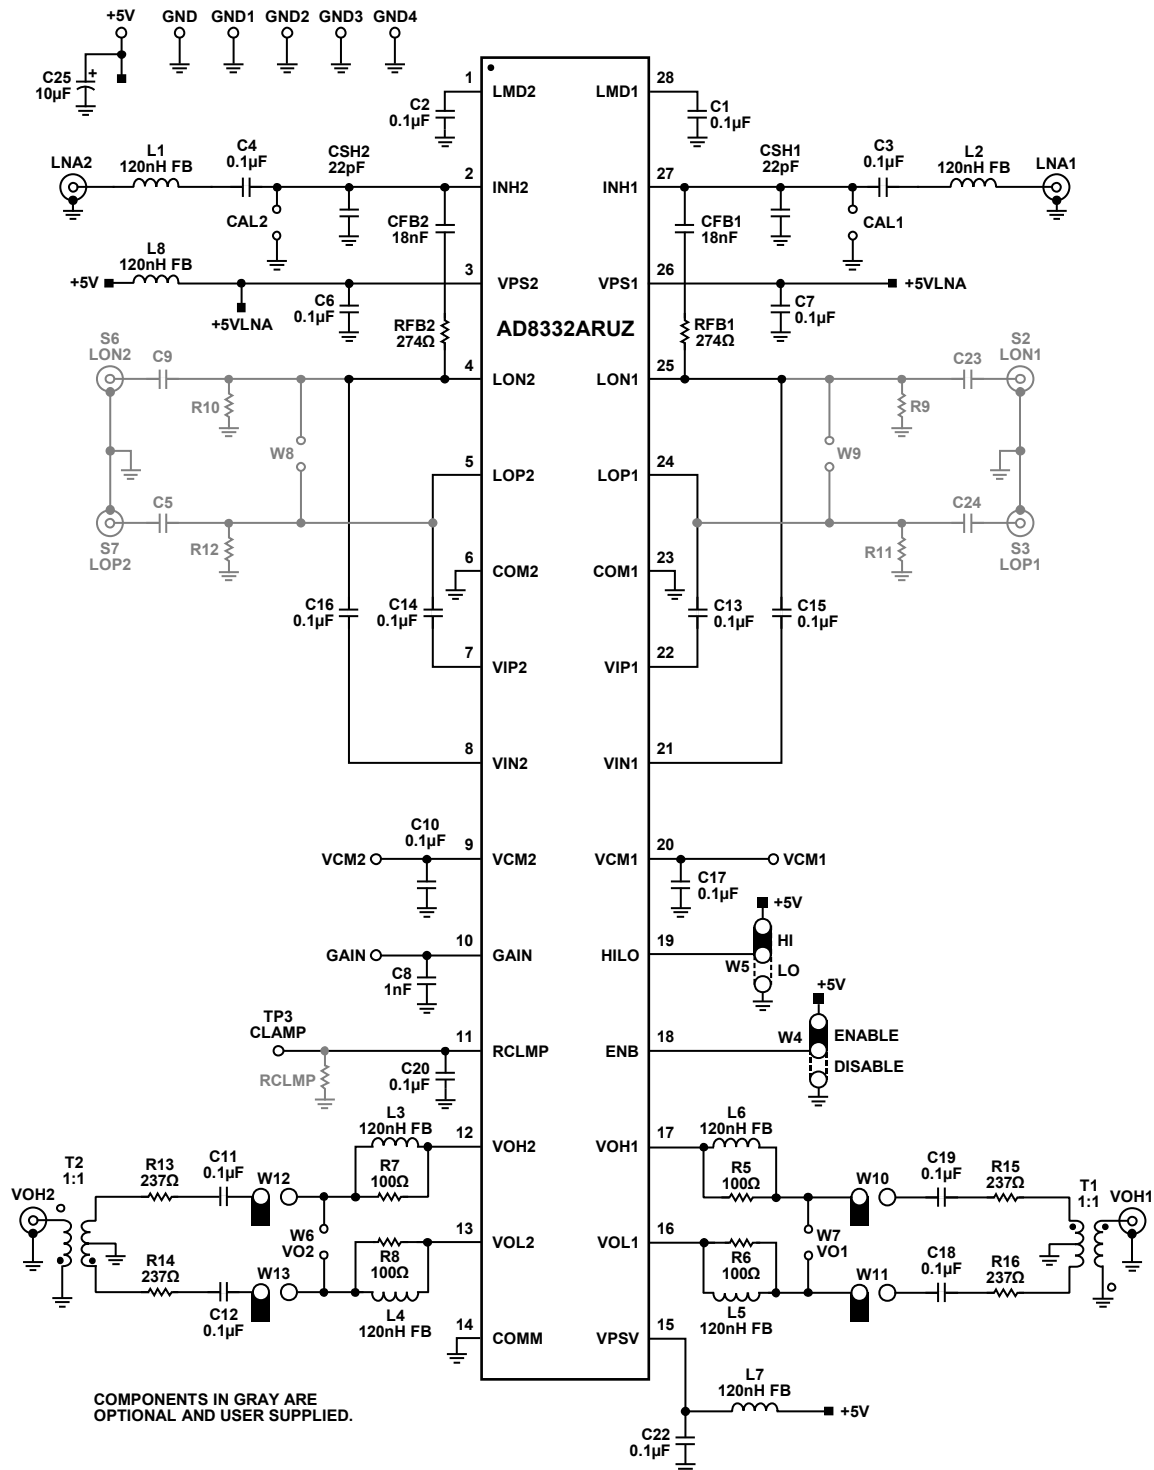 +5V GND GND1 GND2 GND3 GND4
C25
10µF
+
1 LMD2
LMD1 28
C2
0.1µF
C1
0.1µF
LNA2
L1
120nH FB
C4
0.1µF
CSH2
22pF
2 INH2
INH1 27
CSH1
22pF
C3
0.1µF
L2
120nH FB
LNA1
CAL2
CFB2
18nF
CFB1
18nF
CAL1
L8
120nH FB
+5V
+5VLNA
C6
0.1µF
3 VPS2
VPS1 26
C7
0.1µF
+5VLNA
AD8332ARUZ
RFB2
274Ω
RFB1
274Ω
S6
LON2
C9
R10
W8
4 LON2
LON1 25
W9
R9
C23
S2
LON1
5 LOP2
LOP1 24
C5
R12
S7
LOP2
C24
R11
S3
LOP1
6 COM2
COM1 23
C16
0.1µF
C14
0.1µF
C13
0.1µF
C15
0.1µF
7 VIP2
VIP1 22
8 VIN2
VIN1 21
C10
0.1µF
VCM2
9 VCM2
VCM1 20
VCM1
C17
0.1µF
+5V
HI
W5
LO
GAIN
10 GAIN
HILO 19
C8
1nF
+5V
W4
ENABLE
DISABLE
TP3
CLAMP
11 RCLMP
ENB 18
RCLMP
C20
0.1µF
L3
120nH FB
12 VOH2
VOH1 17
L6
120nH FB
R7
100Ω
R5
100Ω
VOH2
T2
1:1
R13
237Ω
C11
0.1µF
W12
W10
C19
0.1µF
R15
237Ω
T1
1:1
VOH1
W6
VO2
W7
VO1
13 VOL2
VOL1 16
R8
100Ω
R6
100Ω
R14
237Ω
C12
0.1µF
W13
L4
120nH FB
L5
120nH FB
W11
C18
0.1µF
R16
237Ω
14 COMM
VPSV 15
L7
120nH FB
+5V
C22
0.1µF
COMPONENTS IN GRAY ARE
OPTIONAL AND USER SUPPLIED.